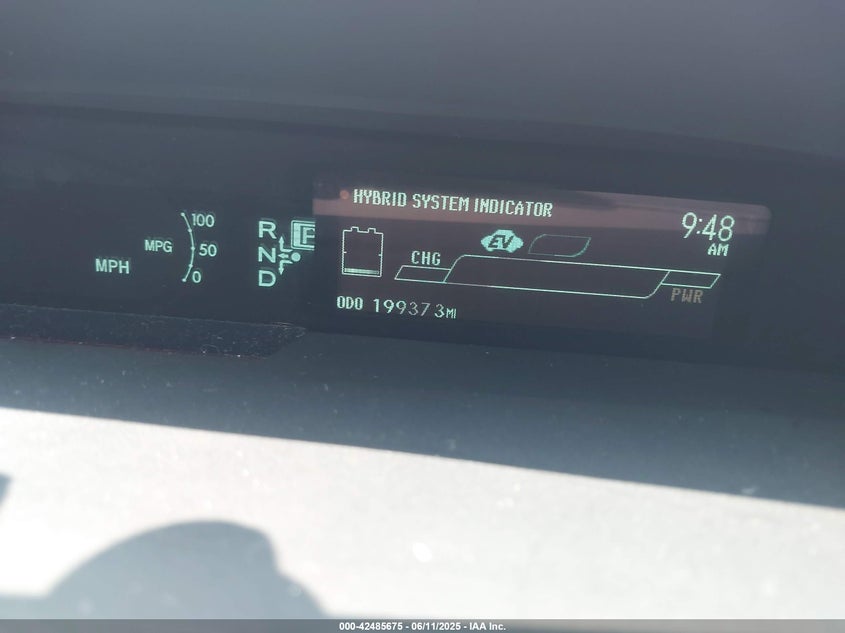 HYBRID SYSTEM INDICATOR
9:48
AM
100
MPG
50
0
MPH
R
N
D
P
EV
CHG
PWR
ODO 199373MI
000-42485675 - 06/11/2025 - IAA Inc.